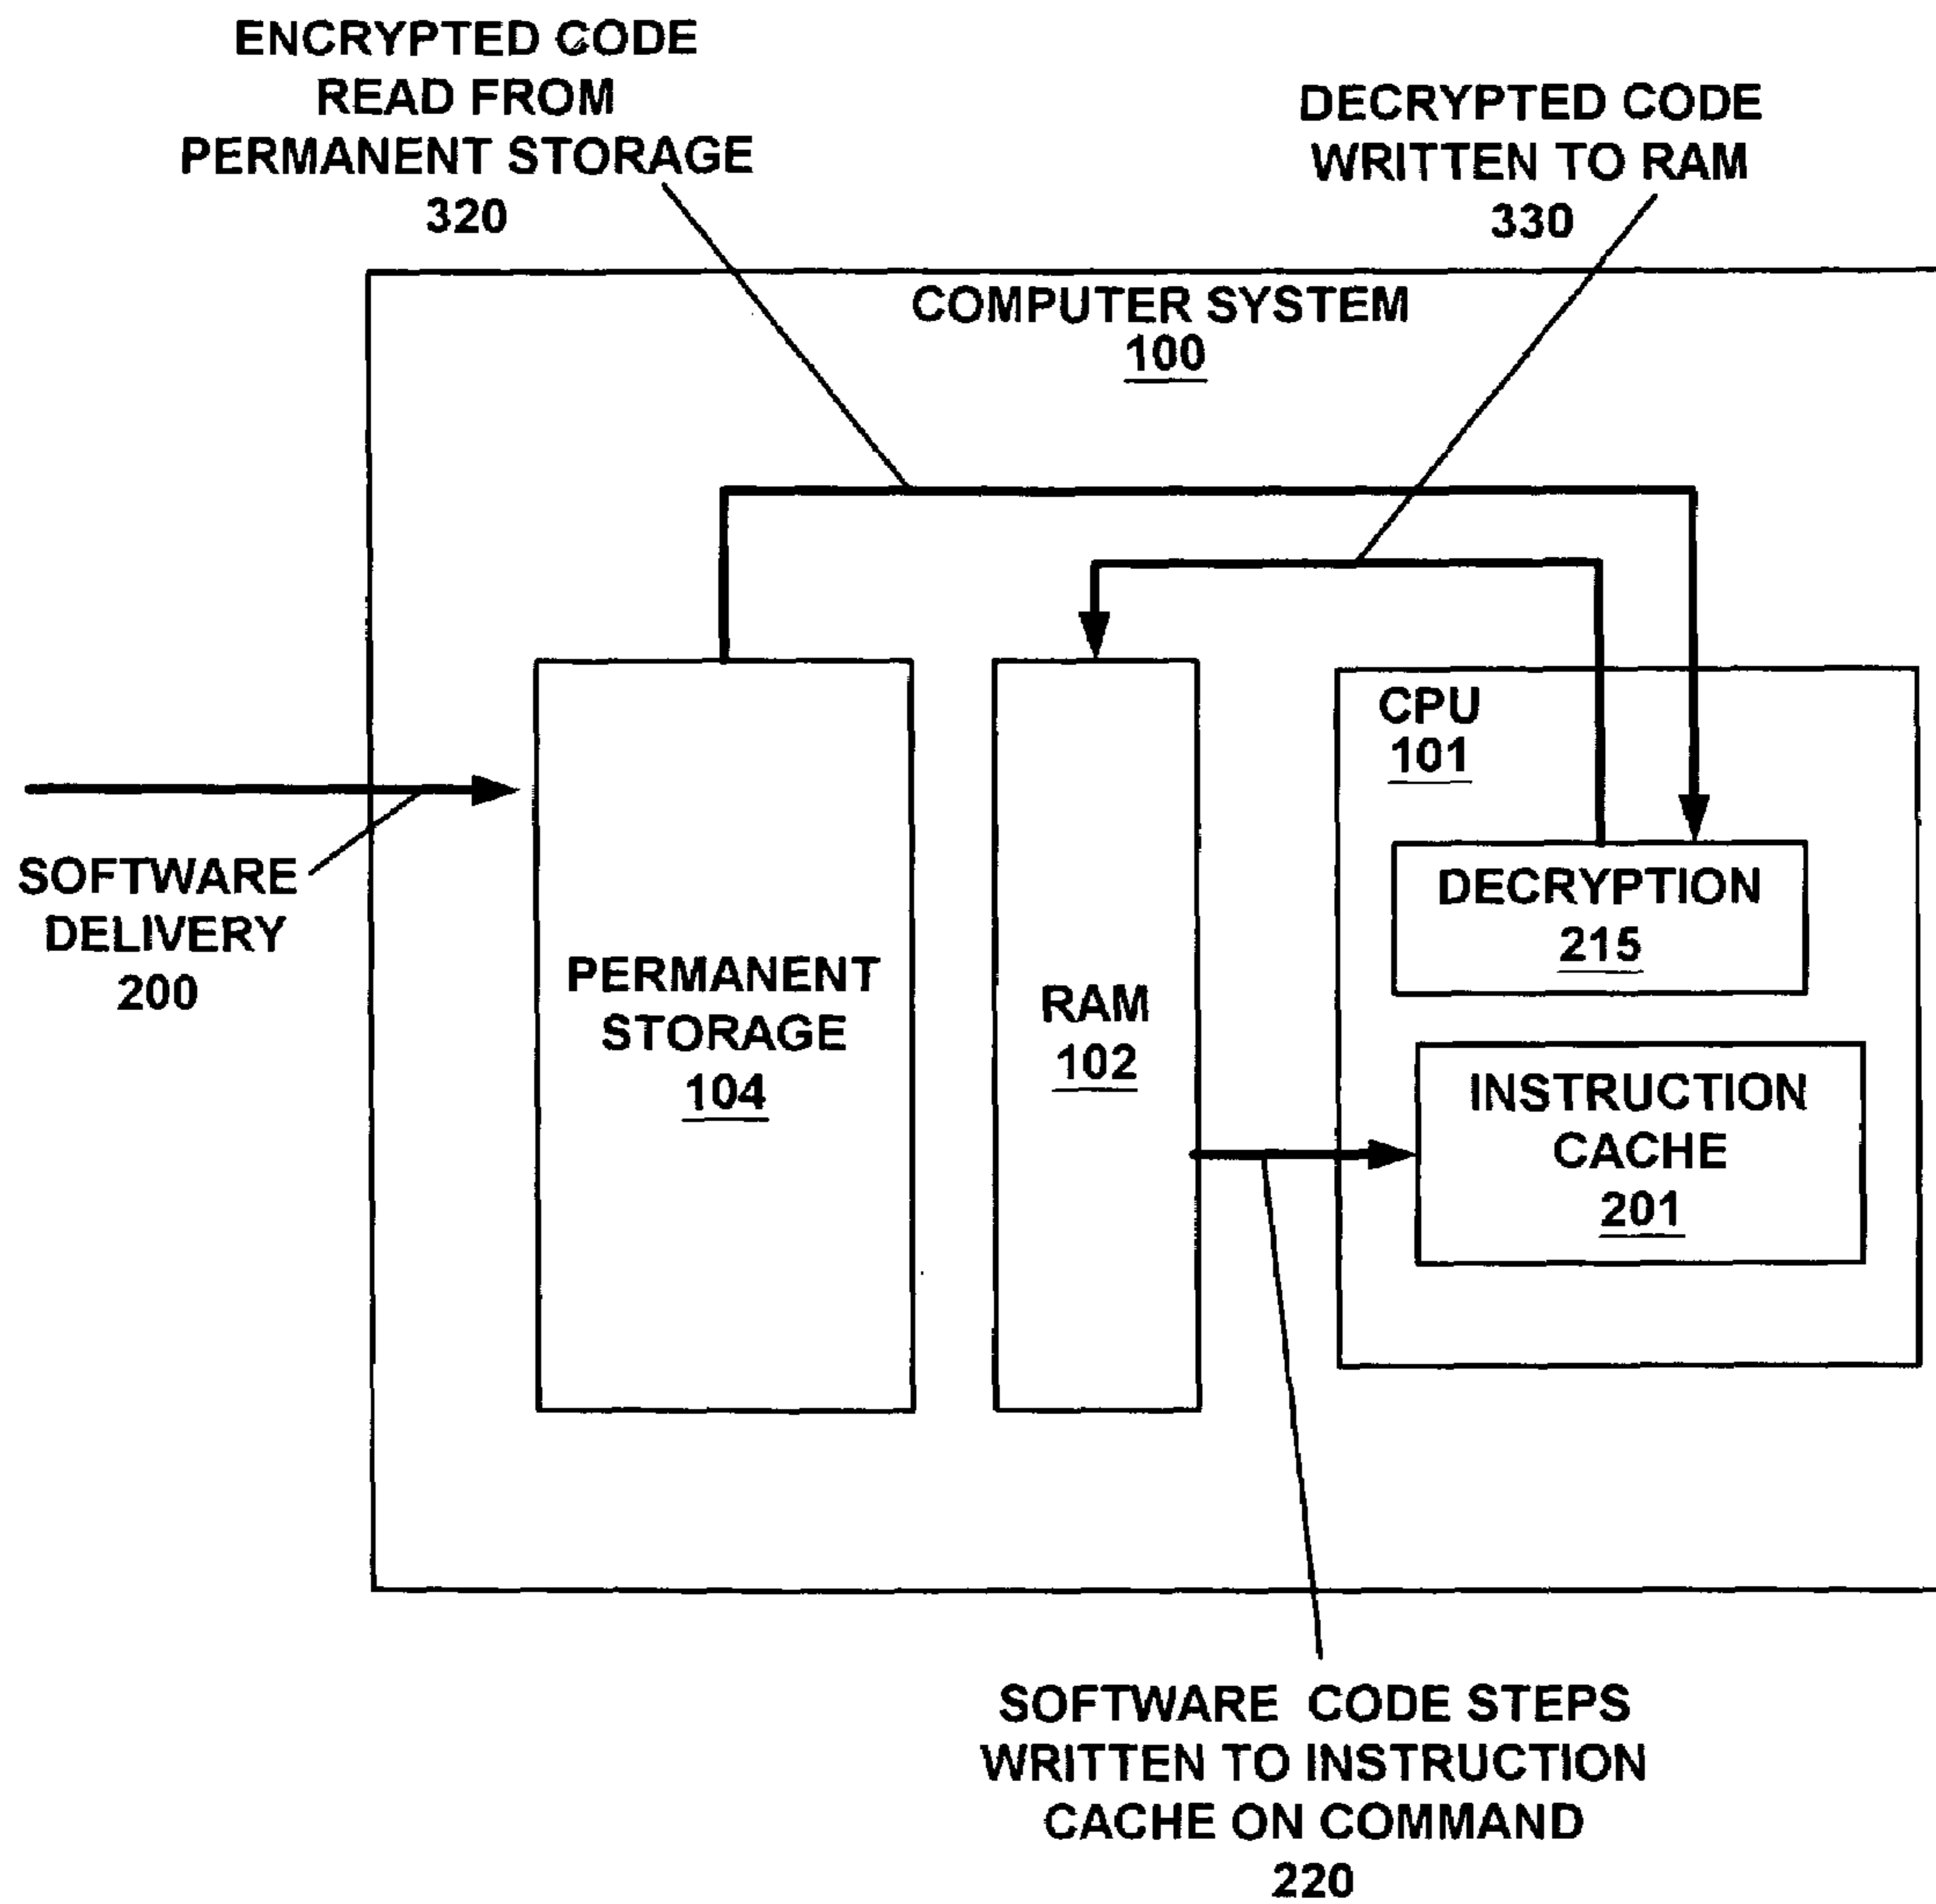 ENCRYPTED CODE
READ FROM
PERMANENT STORAGE
320
DECRYPTED CODE
WRITTEN TO RAM
330
COMPUTER SYSTEM
100
CPU
101
DECRYPTION
215
SOFTWARE
DELIVERY
200
PERMANENT
STORAGE
104
RAM
102
INSTRUCTION
CACHE
201
SOFTWARE CODE STEPS
WRITTEN TO INSTRUCTION
CACHE ON COMMAND
220